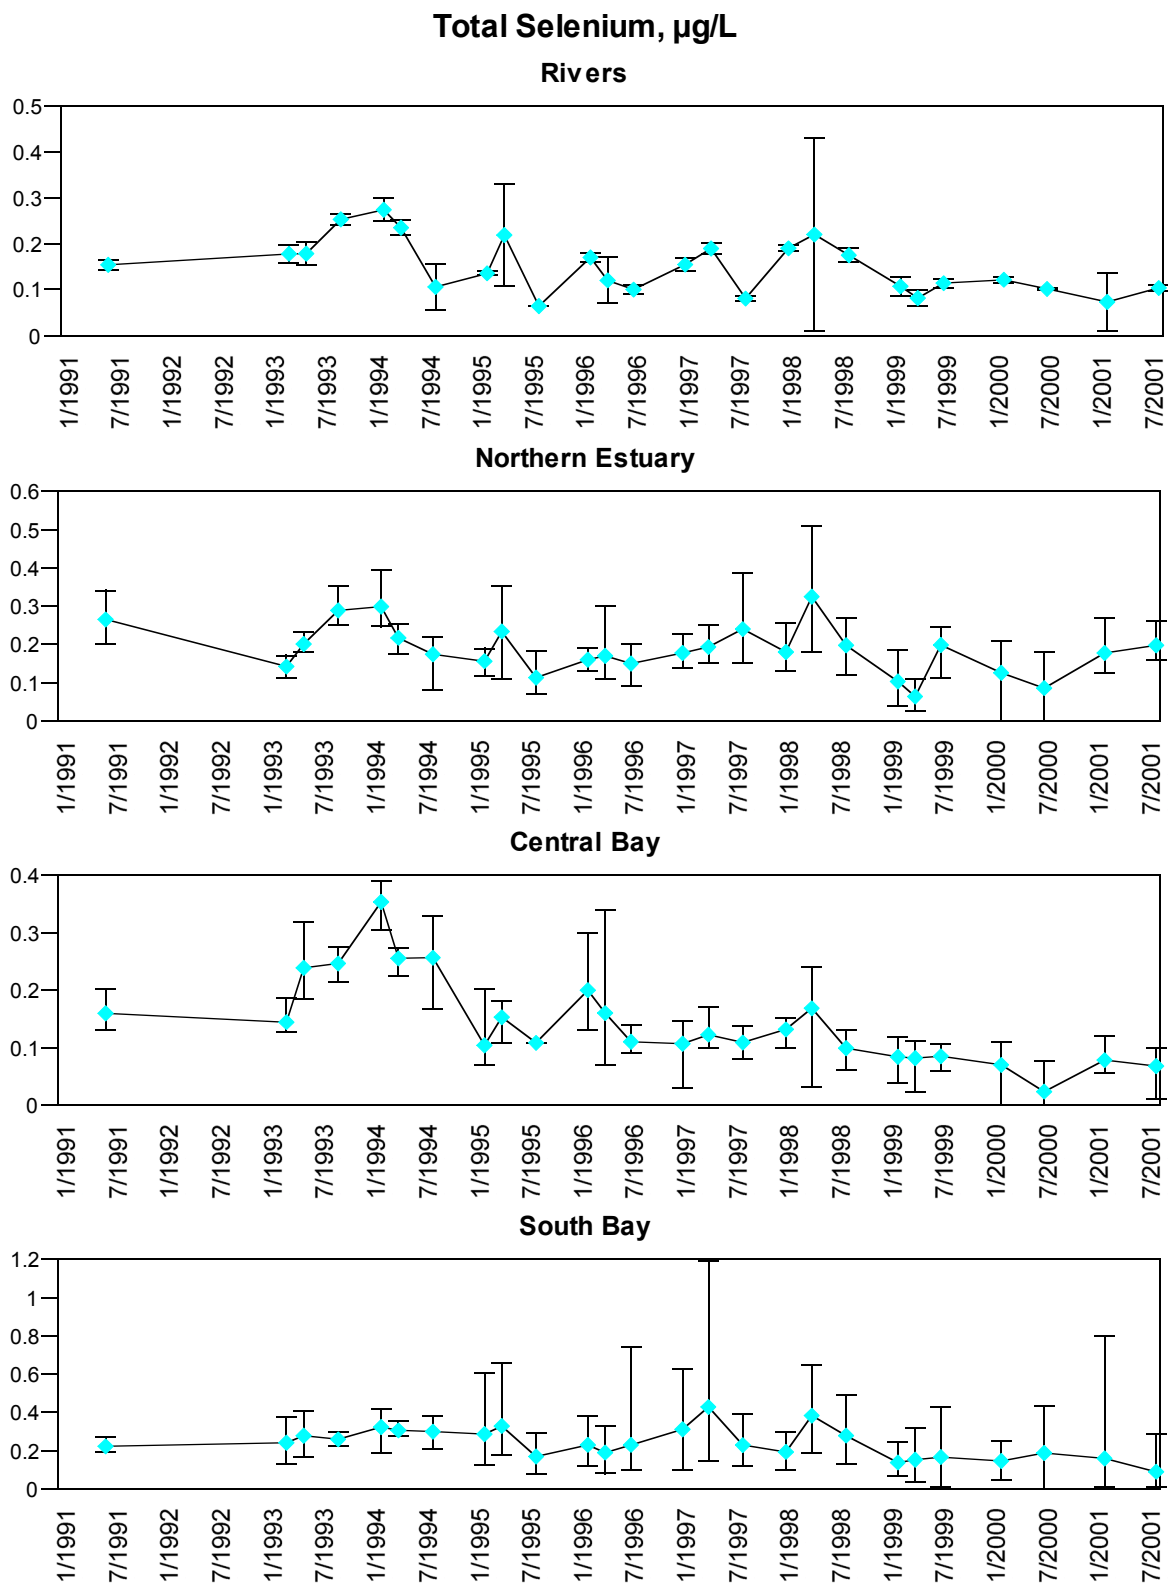 Total Selenium, µg/L
Rivers
0.5
0.4
0.3
0.2
0.1
0
1/1991 7/1991 1/1992 7/1992 1/1993 7/1993 1/1994 7/1994 1/1995 7/1995 1/1996 7/1996 1/1997 7/1997 1/1998 7/1998 1/1999 7/1999 1/2000 7/2000 1/2001 7/2001
Northern Estuary
0.6
0.5
0.4
0.3
0.2
0.1
0
1/1991 7/1991 1/1992 7/1992 1/1993 7/1993 1/1994 7/1994 1/1995 7/1995 1/1996 7/1996 1/1997 7/1997 1/1998 7/1998 1/1999 7/1999 1/2000 7/2000 1/2001 7/2001
Central Bay
0.4
0.3
0.2
0.1
0
1/1991 7/1991 1/1992 7/1992 1/1993 7/1993 1/1994 7/1994 1/1995 7/1995 1/1996 7/1996 1/1997 7/1997 1/1998 7/1998 1/1999 7/1999 1/2000 7/2000 1/2001 7/2001
South Bay
1.2
1
0.8
0.6
0.4
0.2
0
1/1991 7/1991 1/1992 7/1992 1/1993 7/1993 1/1994 7/1994 1/1995 7/1995 1/1996 7/1996 1/1997 7/1997 1/1998 7/1998 1/1999 7/1999 1/2000 7/2000 1/2001 7/2001